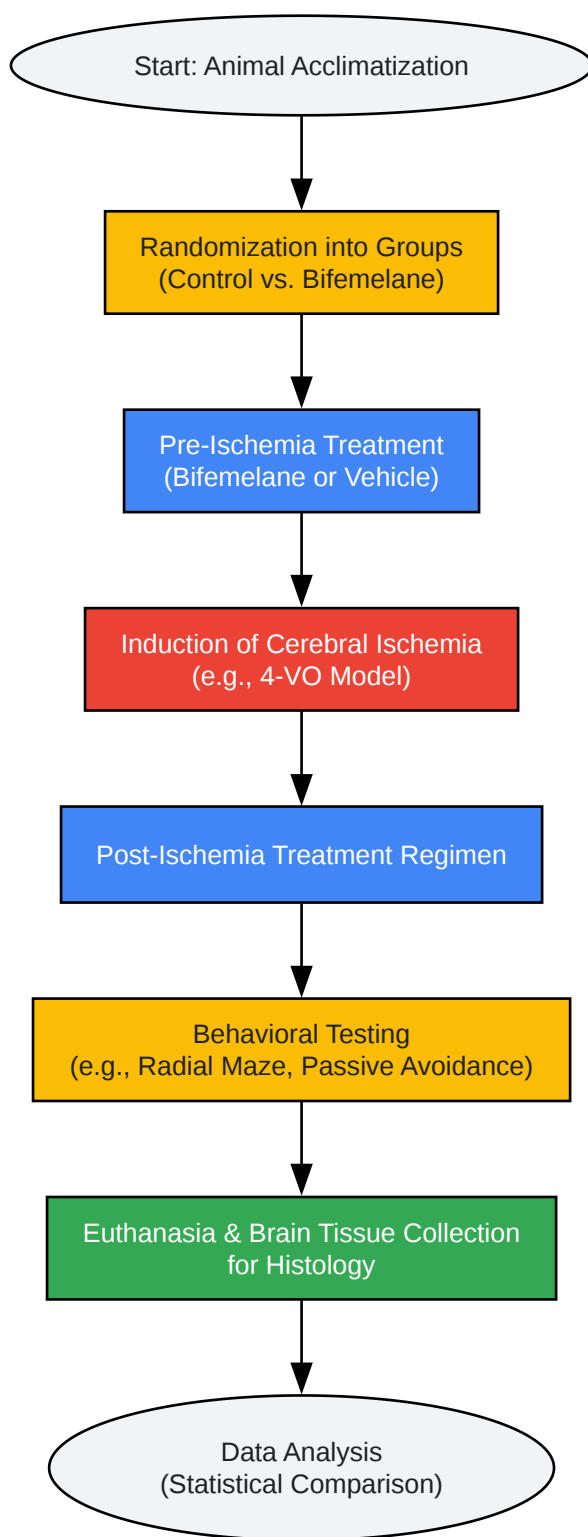 Start: Animal Acclimatization
Randomization into Groups
(Control vs. Bifemelane)
Pre-Ischemia Treatment
(Bifemelane or Vehicle)
Induction of Cerebral Ischemia
(e.g., 4-VO Model)
Post-Ischemia Treatment Regimen
Behavioral Testing
(e.g., Radial Maze, Passive Avoidance)
Euthanasia & Brain Tissue Collection
for Histology
Data Analysis
(Statistical Comparison)